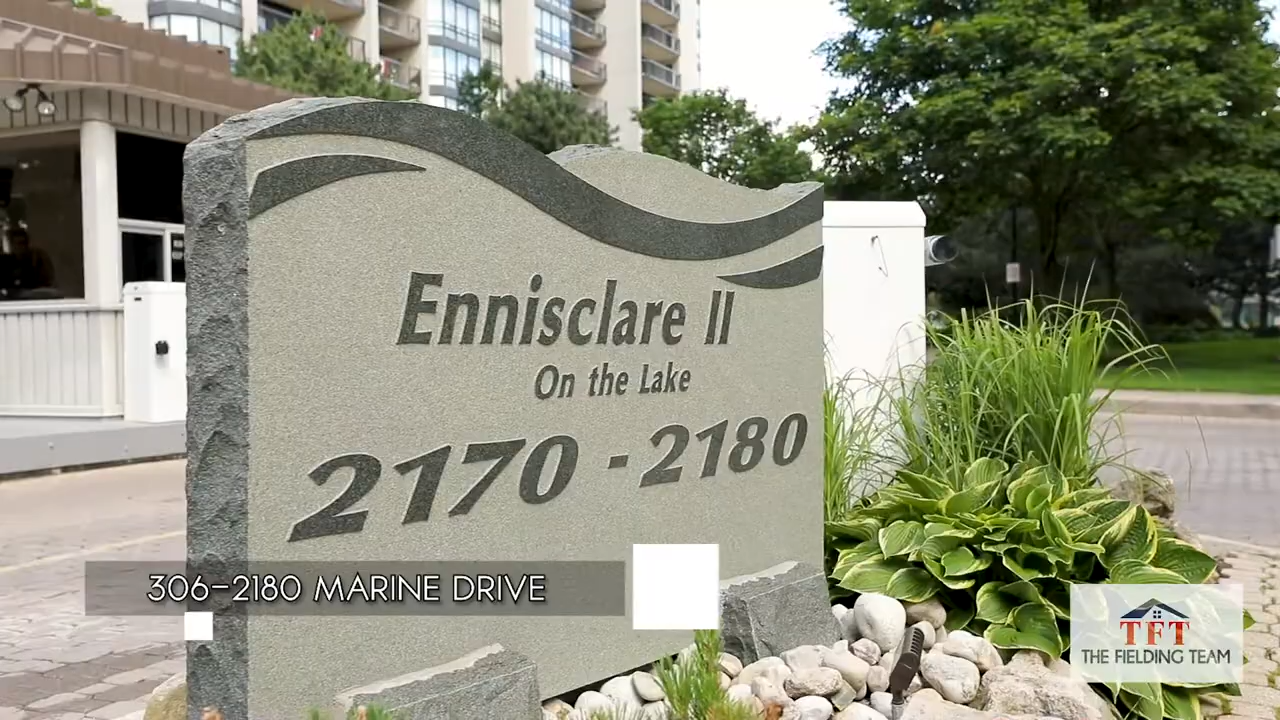 Ennisclare II
On the Lake
2170 - 2180
306-2180 MARINE DRIVE
TFT
THE FIELDING TEAM